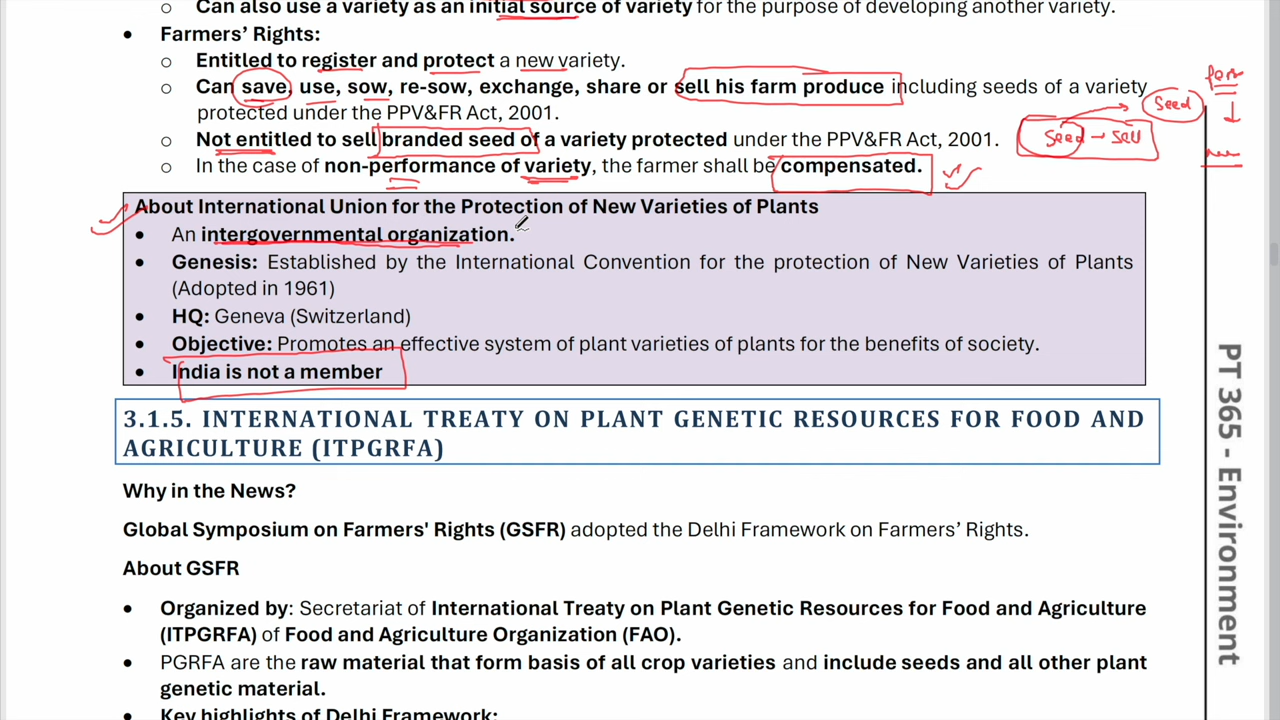 ○ Can also use a variety as an initial source of variety for the purpose of developing another variety.
• Farmers' Rights:
○ Entitled to register and protect a new variety.
○ Can save, use, sow, re-sow, exchange, share or sell his farm produce including seeds of a variety
protected under the PPV&FR Act, 2001.
○ Not entitled to sell branded seed of a variety protected under the PPV&FR Act, 2001.
○ In the case of non-performance of variety, the farmer shall be compensated.
Seed
Seed → Sell
About International Union for the Protection of New Varieties of Plants
• An intergovernmental organization.
• Genesis: Established by the International Convention for the protection of New Varieties of Plants
(Adopted in 1961)
• HQ: Geneva (Switzerland)
• Objective: Promotes an effective system of plant varieties of plants for the benefits of society.
• India is not a member
3.1.5. INTERNATIONAL TREATY ON PLANT GENETIC RESOURCES FOR FOOD AND
AGRICULTURE (ITPGRFA)
Why in the News?
Global Symposium on Farmers' Rights (GSFR) adopted the Delhi Framework on Farmers' Rights.
About GSFR
• Organized by: Secretariat of International Treaty on Plant Genetic Resources for Food and Agriculture
(ITPGRFA) of Food and Agriculture Organization (FAO).
• PGRFA are the raw material that form basis of all crop varieties and include seeds and all other plant
genetic material.
• Key highlights of Delhi Framework:
PT 365 - Environment